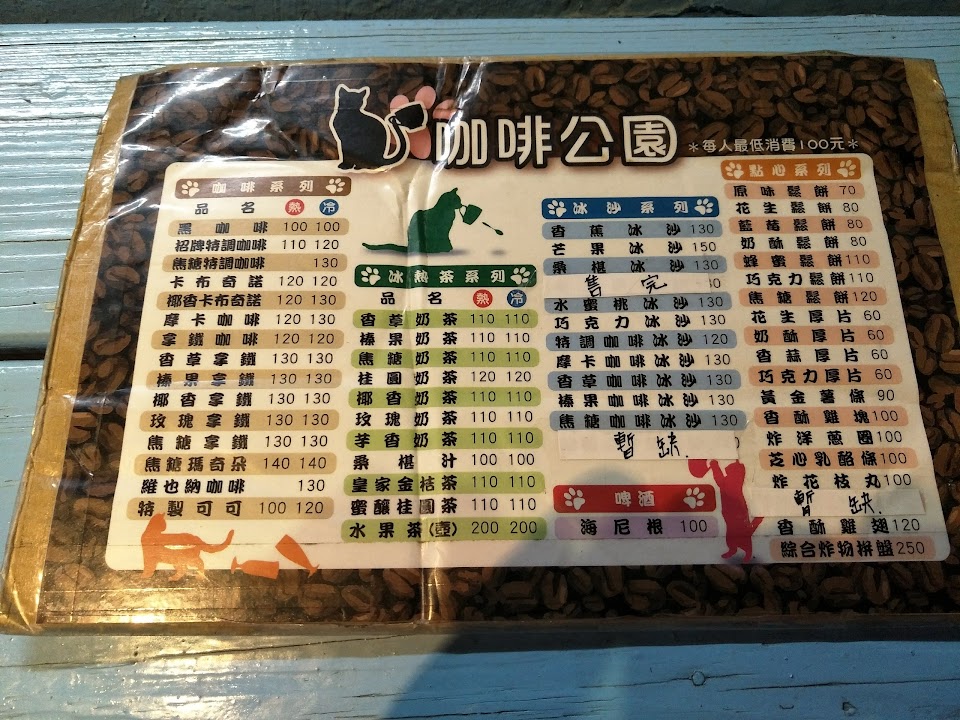 咖啡公園
＊每人最低消費100元＊
咖啡系列
品名 熱 冷
黑咖啡 100 100
招牌特調咖啡 110 120
焦糖特調咖啡 130
卡布奇諾 120 120
椰香卡布奇諾 120 130
摩卡咖啡 120 130
拿鐵咖啡 120 120
香草拿鐵 130 130
榛果拿鐵 130 130
椰香拿鐵 130 130
玫瑰拿鐵 130 130
焦糖拿鐵 130 130
焦糖瑪奇朵 140 140
維也納咖啡 130
特製可可 100 120
冰熱茶系列
品名 熱 冷
香草奶茶 110 110
榛果奶茶 110 110
焦糖奶茶 110 110
桂圓奶茶 120 120
椰香奶茶 110 110
玫瑰奶茶 110 110
芋香奶茶 110 110
桑椹汁 100 100
皇家金桔茶 110 110
蜜釀桂圓茶 110 110
水果茶(壺) 200 200
冰沙系列
香蕉冰沙 130
芒果冰沙 150
桑椹冰沙 130
售完
水蜜桃冰沙 130
巧克力冰沙 130
特調咖啡冰沙 120
摩卡咖啡冰沙 130
香草咖啡冰沙 130
榛果咖啡冰沙 130
焦糖咖啡冰沙 130
暫缺
啤酒
海尼根 100
點心系列
原味鬆餅 70
花生鬆餅 80
藍莓鬆餅 80
奶酥鬆餅 80
蜂蜜鬆餅 110
巧克力鬆餅 110
焦糖鬆餅 120
花生厚片 60
奶酥厚片 60
香蒜厚片 60
巧克力厚片 60
黃金薯條 90
香酥雞塊 100
炸洋蔥圈 100
芝心乳酪條 100
炸花枝丸 100
暫缺
香酥雞翅 120
綜合炸物拼盤 250